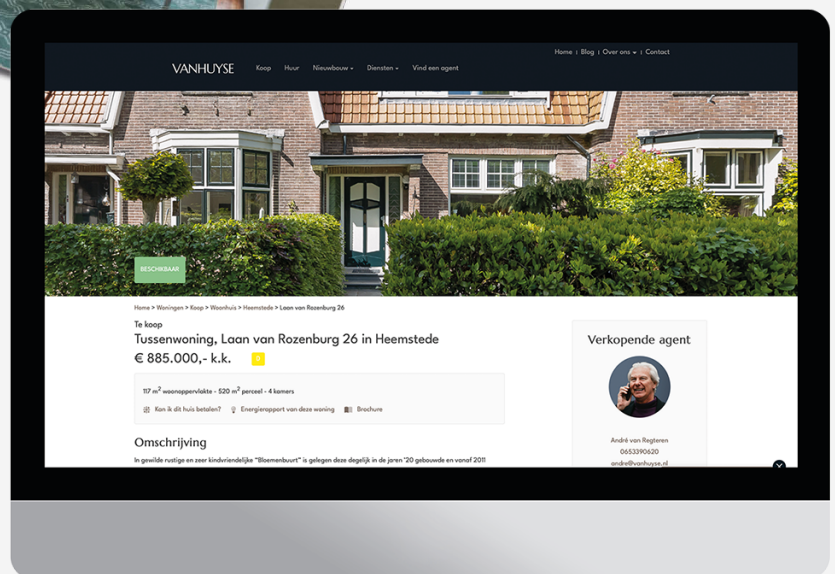 Home | Blog | Over ons | Contact
VANHUYSE Koop Huur Nieuwbouw Diensten Vind een agent
BESCHIKBAAR
Home > Woningen > Koop > Woonhuis > Heemstede > Laan van Rozenburg 26
Te koop
Tussenwoning, Laan van Rozenburg 26 in Heemstede
€ 885.000,- k.k.
117 m² woonoppervlakte - 520 m² perceel - 4 kamers
Kan ik dit huis betalen? Energierapport van deze woning Brochure
Omschrijving
In gewilde rustige en zeer kindvriendelijke "Bloemenbuurt" is gelegen deze degelijk in de jaren '20 gebouwde en vanaf 2011
Verkopende agent
André van Regteren
0653390620
andre@vanhuyse.nl